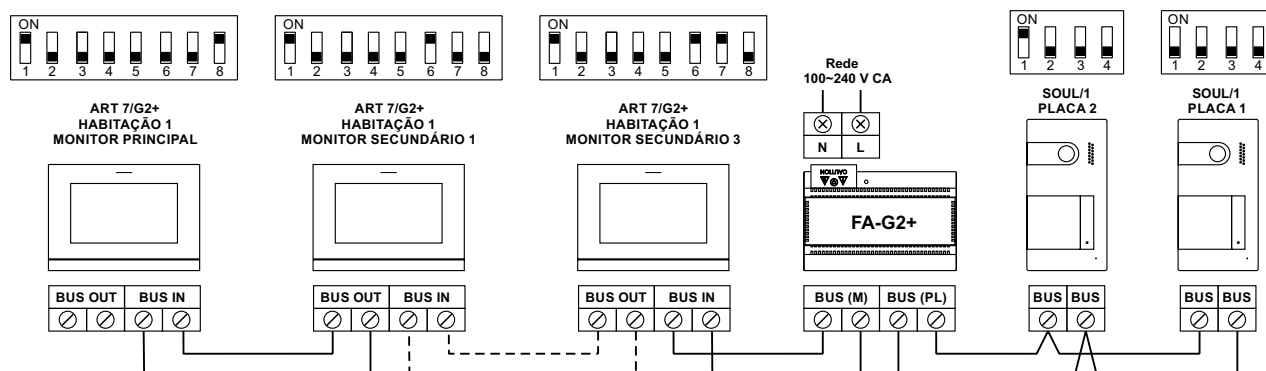 ON
1 2 3 4 5 6 7 8
ON
1 2 3 4 5 6 7 8
ON
1 2 3 4 5 6 7 8
ON
1 2 3 4
ON
1 2 3 4
ART 7/G2+
HABITAÇÃO 1
MONITOR PRINCIPAL
ART 7/G2+
HABITAÇÃO 1
MONITOR SECUNDÁRIO 1
ART 7/G2+
HABITAÇÃO 1
MONITOR SECUNDÁRIO 3
Rede
100~240 V CA
N L
CAUTION
FA-G2+
SOUL/1
PLACA 2
SOUL/1
PLACA 1
BUS OUT BUS IN
BUS OUT BUS IN
BUS OUT BUS IN
BUS (M) BUS (PL)
BUS BUS
BUS BUS